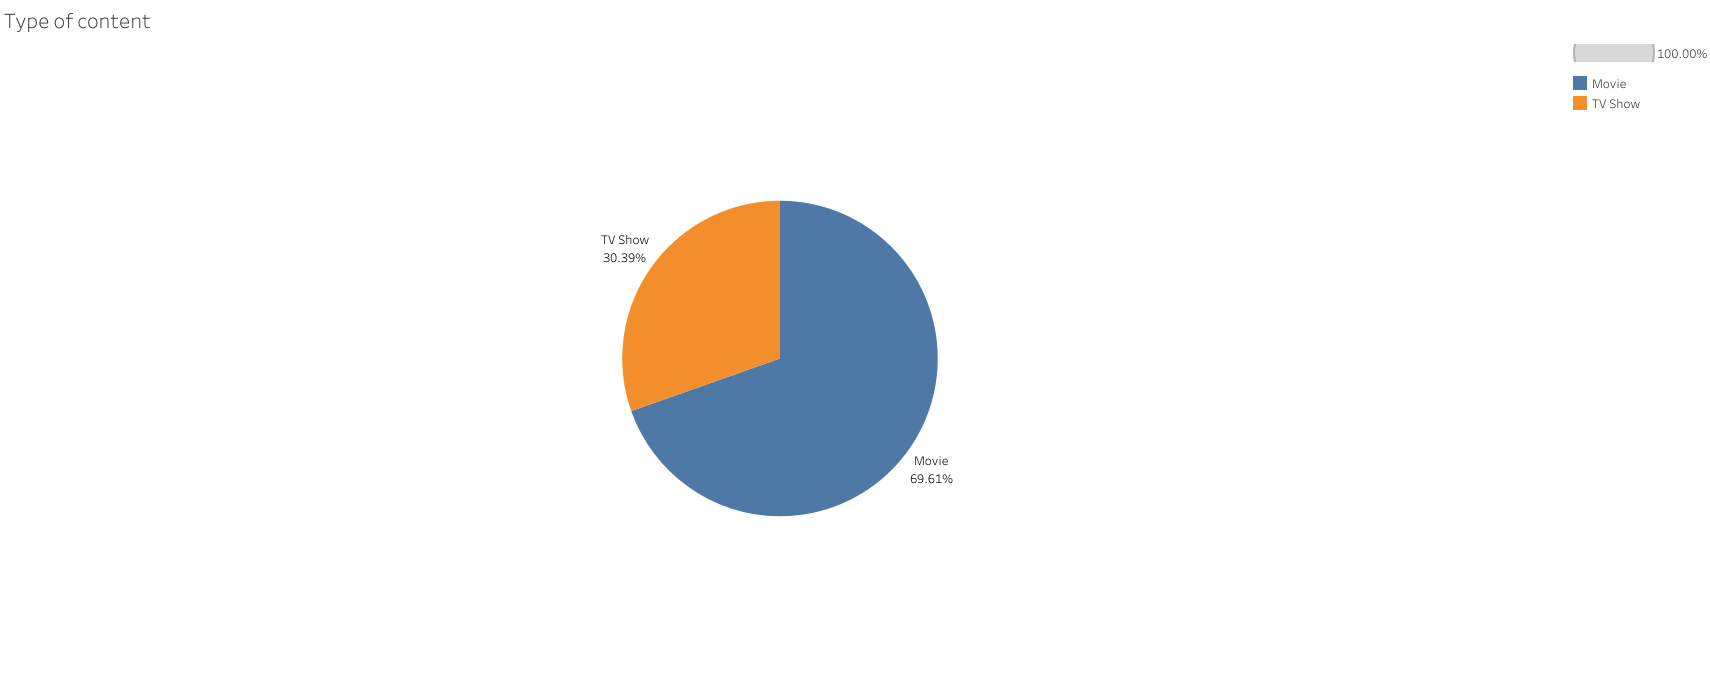 Type of content
100.00%
Movie
TV Show
TV Show
30.39%
Movie
69.61%